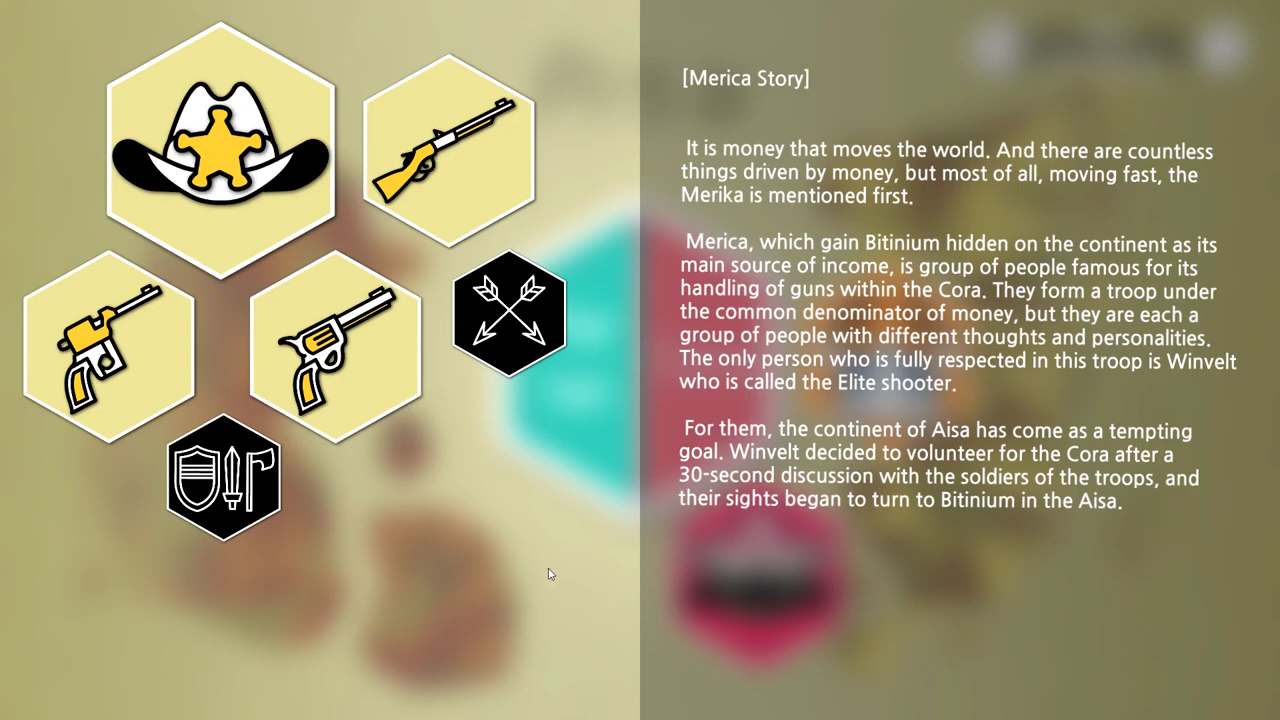 [Merica Story]
It is money that moves the world. And there are countless
things driven by money, but most of all, moving fast, the
Merika is mentioned first.
Merica, which gain Bitinium hidden on the continent as its
main source of income, is group of people famous for its
handling of guns within the Cora. They form a troop under
the common denominator of money, but they are each a
group of people with different thoughts and personalities.
The only person who is fully respected in this troop is Winvelt
who is called the Elite shooter.
For them, the continent of Aisa has come as a tempting
goal. Winvelt decided to volunteer for the Cora after a
30-second discussion with the soldiers of the troops, and
their sights began to turn to Bitinium in the Aisa.